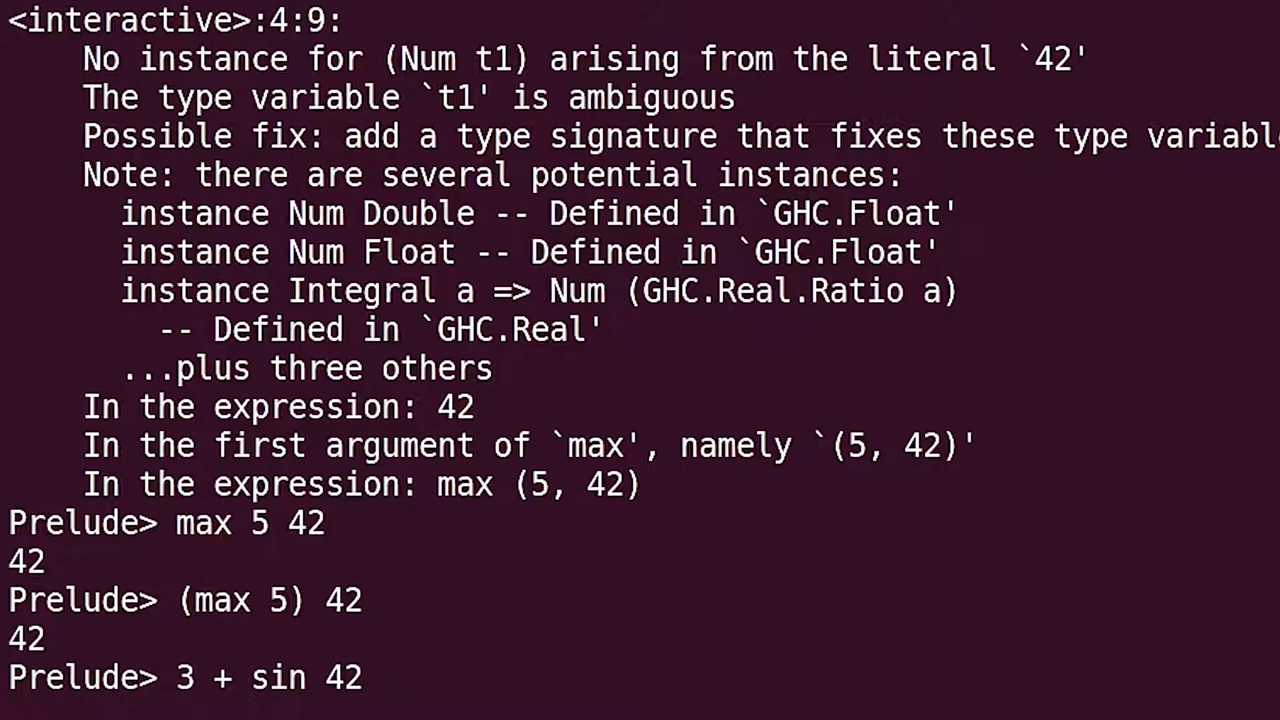 <interactive>:4:9:
No instance for (Num t1) arising from the literal `42'
The type variable `t1' is ambiguous
Possible fix: add a type signature that fixes these type variabl
Note: there are several potential instances:
instance Num Double -- Defined in `GHC.Float'
instance Num Float -- Defined in `GHC.Float'
instance Integral a => Num (GHC.Real.Ratio a)
-- Defined in `GHC.Real'
...plus three others
In the expression: 42
In the first argument of `max', namely `(5, 42)'
In the expression: max (5, 42)
Prelude> max 5 42
42
Prelude> (max 5) 42
42
Prelude> 3 + sin 42